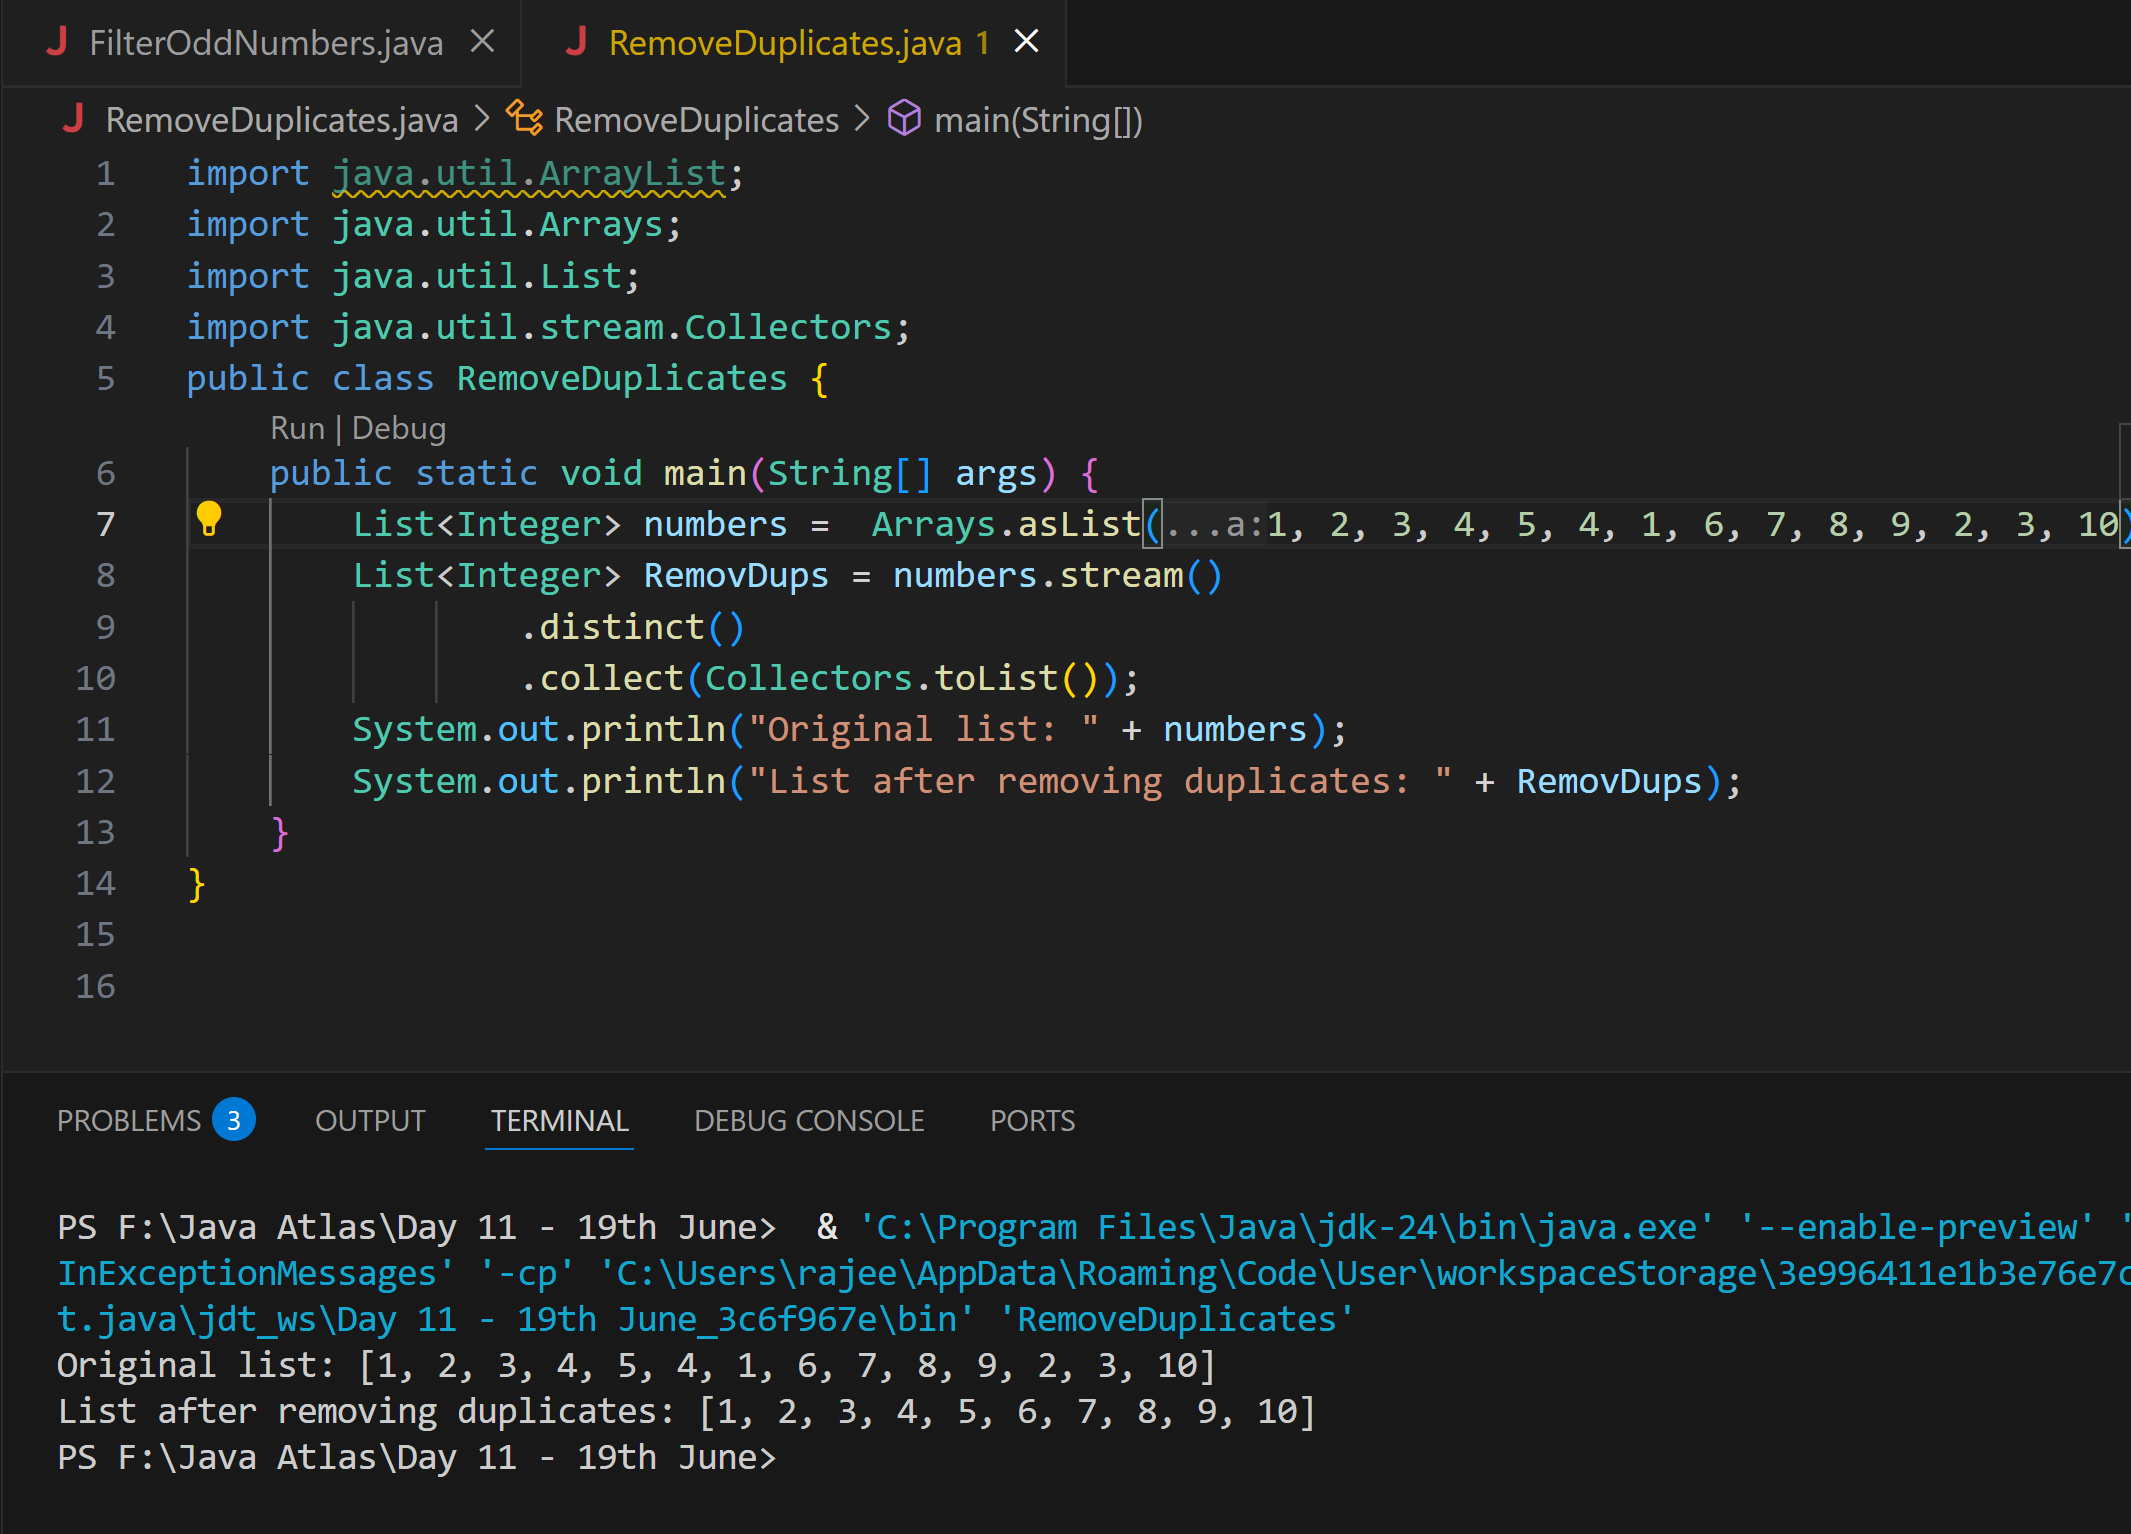 FilterOddNumbers.java
RemoveDuplicates.java 1
RemoveDuplicates.java > RemoveDuplicates > main(String[])
1 import java.util.ArrayList;
2 import java.util.Arrays;
3 import java.util.List;
4 import java.util.stream.Collectors;
5 public class RemoveDuplicates {
Run | Debug
6 public static void main(String[] args) {
7 List<Integer> numbers =  Arrays.asList(...a:1, 2, 3, 4, 5, 4, 1, 6, 7, 8, 9, 2, 3, 10)
8 List<Integer> RemovDups = numbers.stream()
9 .distinct()
10 .collect(Collectors.toList());
11 System.out.println("Original list: " + numbers);
12 System.out.println("List after removing duplicates: " + RemovDups);
13 }
14 }
15
16
PROBLEMS 3 OUTPUT TERMINAL DEBUG CONSOLE PORTS
PS F:\Java Atlas\Day 11 - 19th June>  & 'C:\Program Files\Java\jdk-24\bin\java.exe' '--enable-preview' '
InExceptionMessages' '-cp' 'C:\Users\rajee\AppData\Roaming\Code\User\workspaceStorage\3e996411e1b3e76e7c
t.java\jdt_ws\Day 11 - 19th June_3c6f967e\bin' 'RemoveDuplicates'
Original list: [1, 2, 3, 4, 5, 4, 1, 6, 7, 8, 9, 2, 3, 10]
List after removing duplicates: [1, 2, 3, 4, 5, 6, 7, 8, 9, 10]
PS F:\Java Atlas\Day 11 - 19th June>